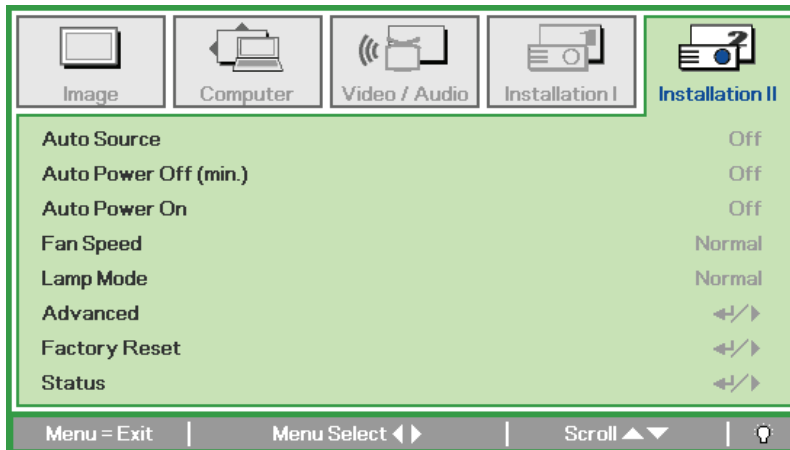 Image Computer Video / Audio Installation I Installation II
Auto Source Off
Auto Power Off (min.) Off
Auto Power On Off
Fan Speed Normal
Lamp Mode Normal
Advanced ↵/▶
Factory Reset ↵/▶
Status ↵/▶
Menu = Exit | Menu Select ◀ ▶ | Scroll ▲▼ |